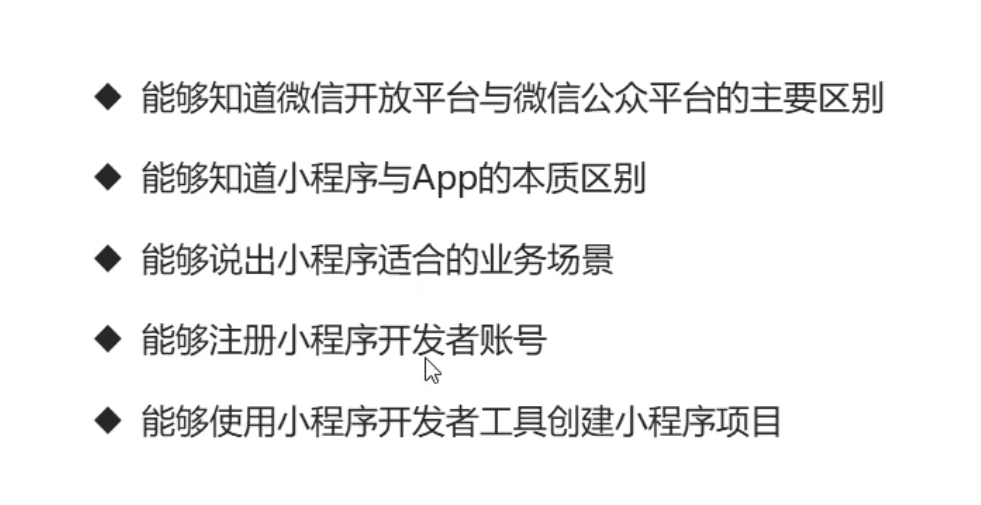 ◆ 能够知道微信开放平台与微信公众平台的主要区别
◆ 能够知道小程序与App的本质区别
◆ 能够说出小程序适合的业务场景
◆ 能够注册小程序开发者账号
◆ 能够使用小程序开发者工具创建小程序项目